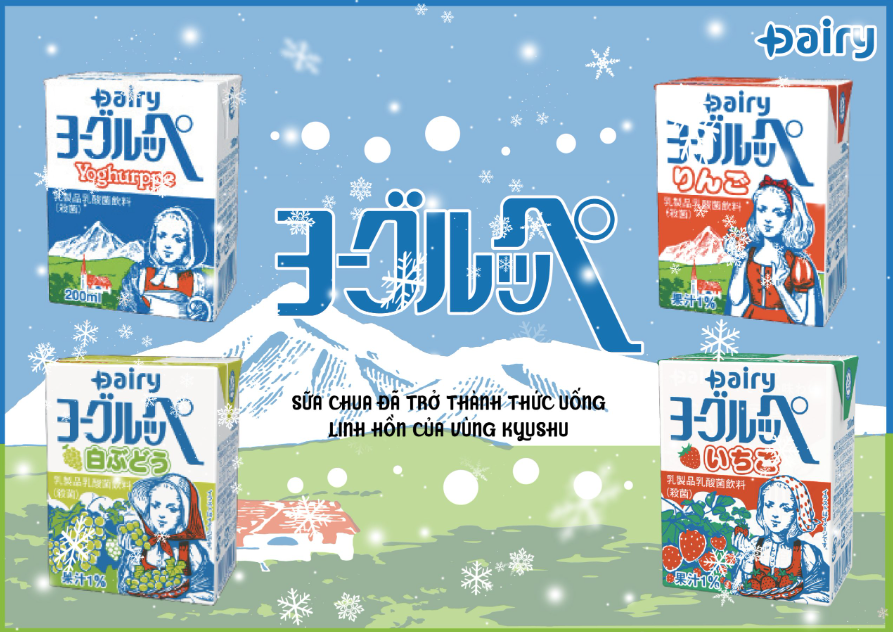 Dairy
Dairy
ヨーグルッペ
Yoghurppe
乳製品乳酸菌飲料
(殺菌)
200ml
Dairy
ヨーグルッペ
りんご
乳製品乳酸菌飲料
(殺菌)
果汁1%
ヨーグルッペ
SỮA CHUA ĐÃ TRỞ THÀNH THỨC UỐNG
LINH HỒN CỦA VÙNG KYUSHU
Dairy
ヨーグルッペ
白ぶどう
乳製品乳酸菌飲料
(殺菌)
果汁1%
Dairy
ヨーグルッペ
いちご
乳製品乳酸菌飲料
(殺菌)
果汁1%